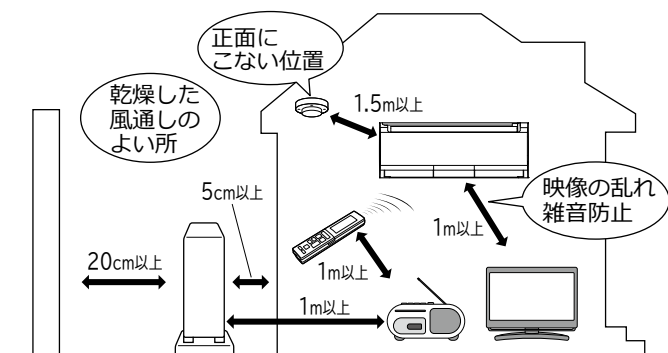 正面に
こない位置
1.5m以上
乾燥した
風通しの
よい所
5cm以上
映像の乱れ
雑音防止
1m以上
20cm以上
1m以上
1m以上